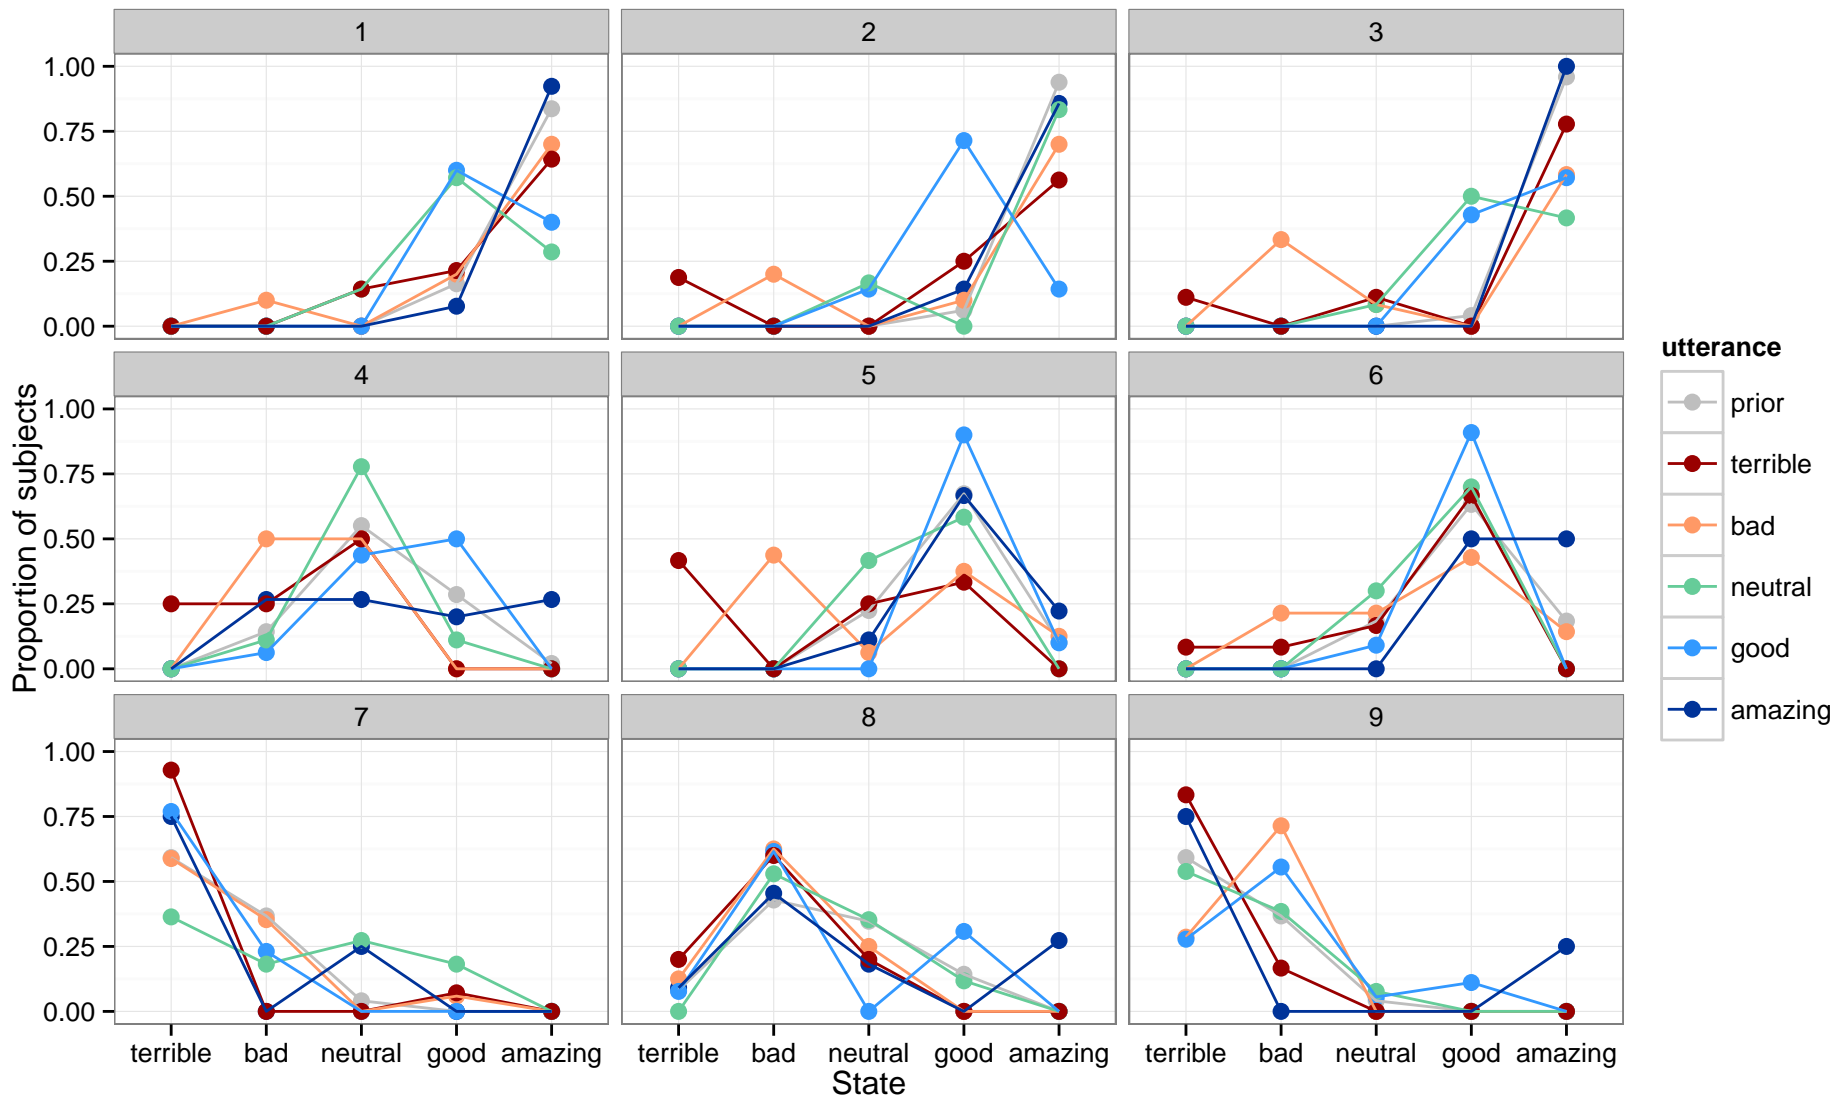 1 2 3
1.00
0.75
0.50
0.25
0.00
4 5 6
1.00
0.75
0.50
0.25
0.00
7 8 9
1.00
0.75
0.50
0.25
0.00
terrible bad neutral good amazing terrible bad neutral good amazing terrible bad neutral good amazing
State
Proportion of subjects
utterance
prior
terrible
bad
neutral
good
amazing